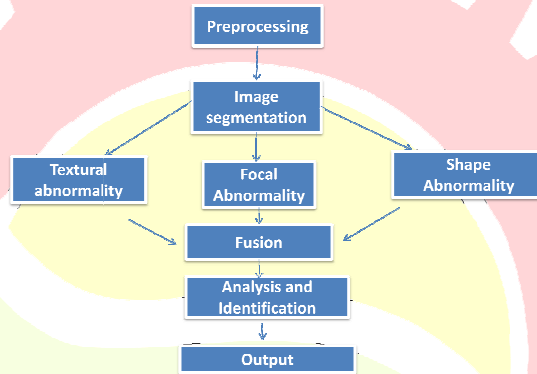 Preprocessing
Image
segmentation
Textural
abnormality
Focal
Abnormality
Shape
Abnormality
Fusion
Analysis and
Identification
Output